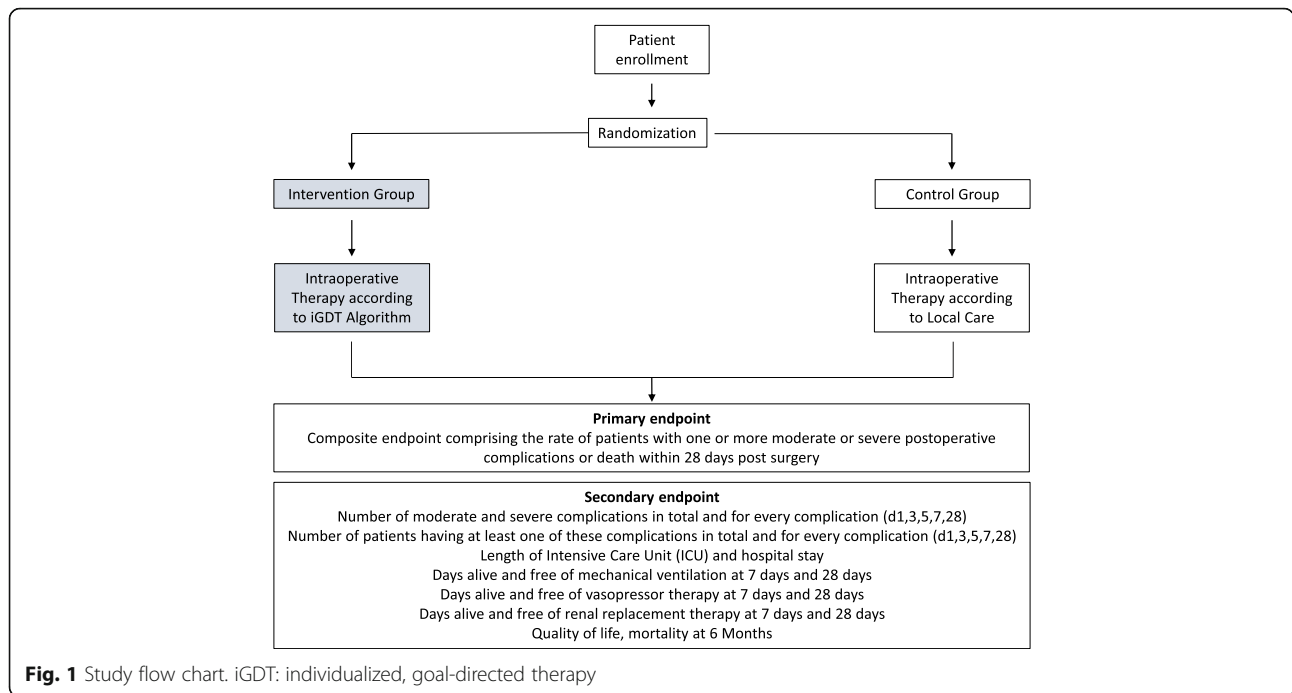 Patient
enrollment
Randomization
Intervention Group
Control Group
Intraoperative
Therapy according
to iGDT Algorithm
Intraoperative
Therapy according
to Local Care
Primary endpoint
Composite endpoint comprising the rate of patients with one or more moderate or severe postoperative
complications or death within 28 days post surgery
Secondary endpoint
Number of moderate and severe complications in total and for every complication (d1,3,5,7,28)
Number of patients having at least one of these complications in total and for every complication (d1,3,5,7,28)
Length of Intensive Care Unit (ICU) and hospital stay
Days alive and free of mechanical ventilation at 7 days and 28 days
Days alive and free of vasopressor therapy at 7 days and 28 days
Days alive and free of renal replacement therapy at 7 days and 28 days
Quality of life, mortality at 6 Months
Fig. 1 Study flow chart. iGDT: individualized, goal-directed therapy